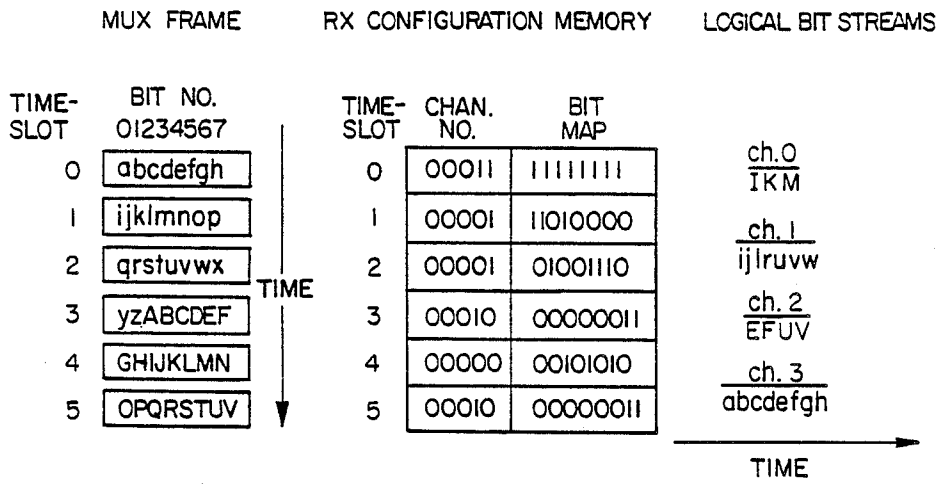 MUX FRAME RX CONFIGURATION MEMORY LOGICAL BIT STREAMS
TIME-SLOT BIT NO. 01234567
0 abcdefgh
1 ijklmnop
2 qrstuvwx
3 yzABCDEF
4 GHIJKLMN
5 OPQRSTUV
TIME
TIME-SLOT CHAN. NO. BIT MAP
0 00011 11111111
1 00001 11010000
2 00001 01001110
3 00010 00000011
4 00000 00101010
5 00010 00000011
ch.0
IKM
ch. 1
ijlruvw
ch. 2
EFUV
ch. 3
abcdefgh
TIME